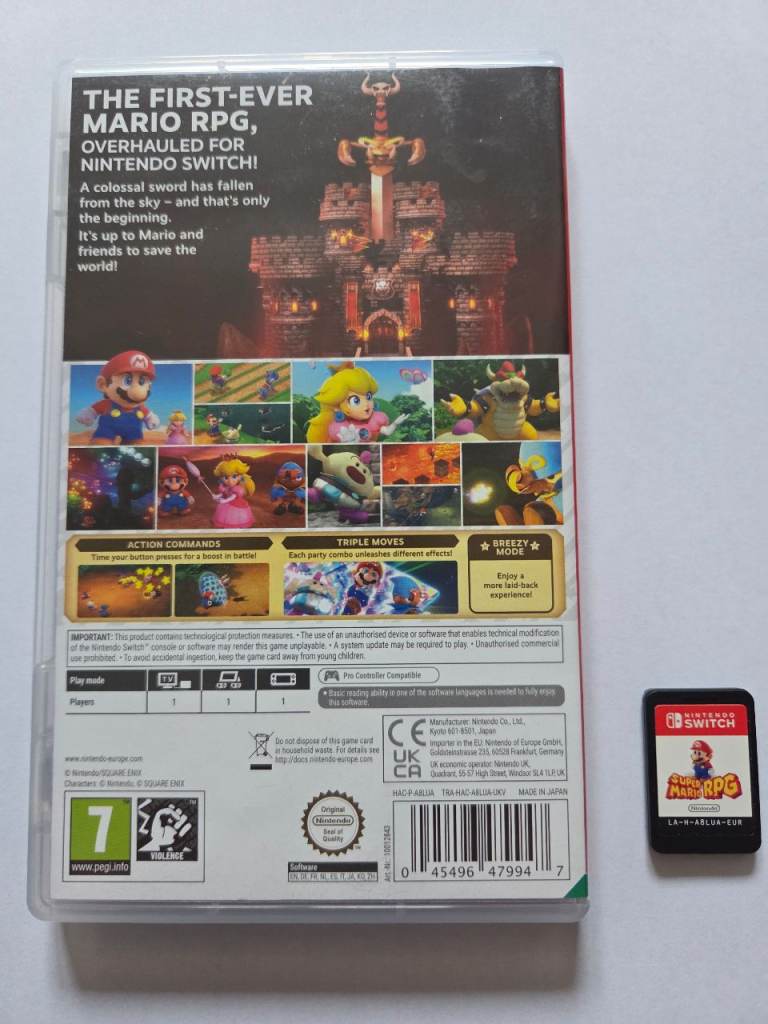 THE FIRST-EVER
MARIO RPG,
OVERHAULED FOR
NINTENDO SWITCH!
A colossal sword has fallen
from the sky – and that's only
the beginning.
It's up to Mario and
friends to save the
world!
ACTION COMMANDS
Time your button presses for a boost in battle!
TRIPLE MOVES
Each party combo unleashes different effects!
BREEZY
MODE
Enjoy a
more laid-back
experience!
IMPORTANT: This product contains technological protection measures. • The use of an unauthorised device or software that enables technical modification
of the Nintendo Switch™ console or software may render this game unplayable. • A system update may be required to play. • Unauthorised commercial
use prohibited. • To avoid accidental ingestion, keep the game card away from young children.
Play mode
TV
Players
1
1
1
Pro Controller Compatible
• Basic reading ability in one of the software languages is needed to fully enjoy
this software.
www.nintendo-europe.com
© Nintendo/SQUARE ENIX
Characters: © Nintendo, © SQUARE ENIX
Do not dispose of this game card
in household waste. For details see
http://docs.nintendo-europe.com
CE
UK
CA
Manufacturer: Nintendo Co., Ltd.,
Kyoto 601-8501, Japan
Importer in the EU: Nintendo of Europe GmbH,
Goldsteinstrasse 235, 60528 Frankfurt, Germany
UK economic operator: Nintendo UK,
Quadrant, 55-57 High Street, Windsor SL4 1LP, UK
7
www.pegi.info
VIOLENCE
Original
Nintendo
Seal of
Quality
Software
EN, DE, FR, NL, ES, IT, JA, KO, ZH
Art.-Nr.: 10012643
HAC-P-A8LUA TRA-HAC-A8LUA-UKV MADE IN JAPAN
0 45496 47994 7
NINTENDO
SWITCH
SUPER
MARIO RPG
Nintendo
LA-H-A8LUA-EUR